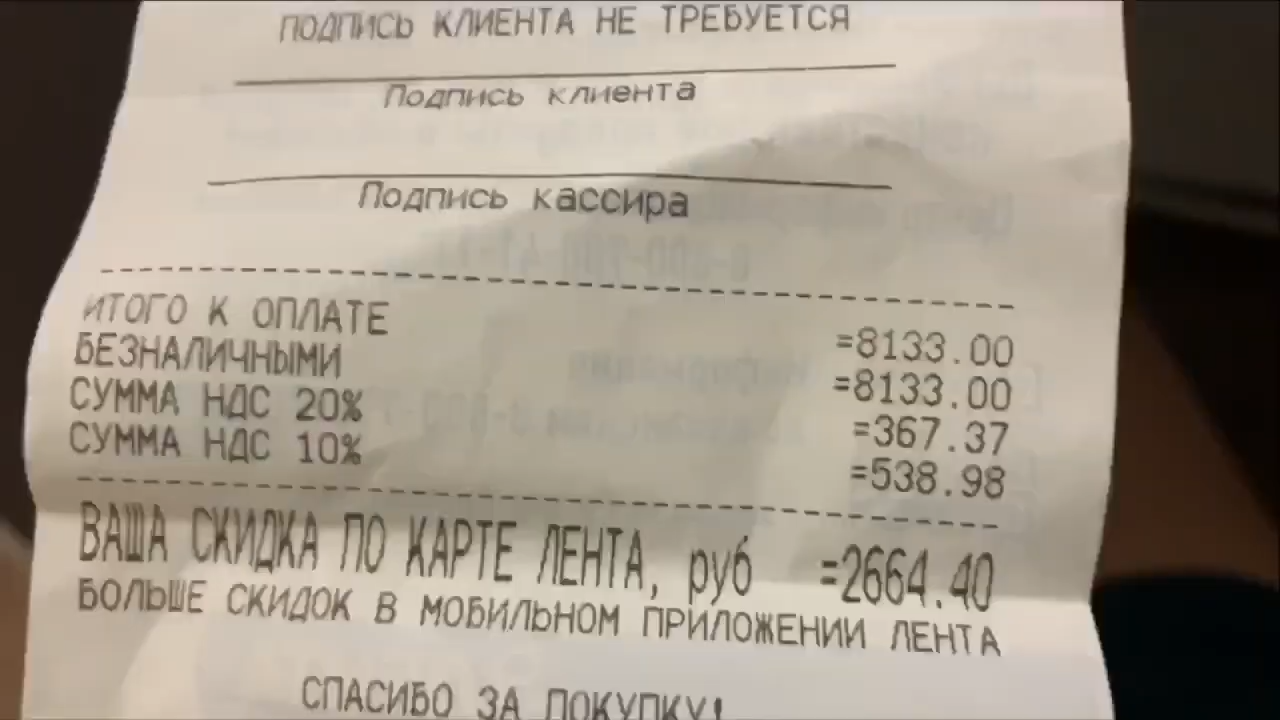 ПОДПИСЬ КЛИЕНТА НЕ ТРЕБУЕТСЯ
Подпись клиента
Подпись кассира
ИТОГО К ОПЛАТЕ =8133.00
БЕЗНАЛИЧНЫМИ =8133.00
СУММА НДС 20% =367.37
СУММА НДС 10% =538.98
ВАША СКИДКА ПО КАРТЕ ЛЕНТА, руб =2664.40
БОЛЬШЕ СКИДОК В МОБИЛЬНОМ ПРИЛОЖЕНИИ ЛЕНТА
СПАСИБО ЗА ПОКУПКУ!